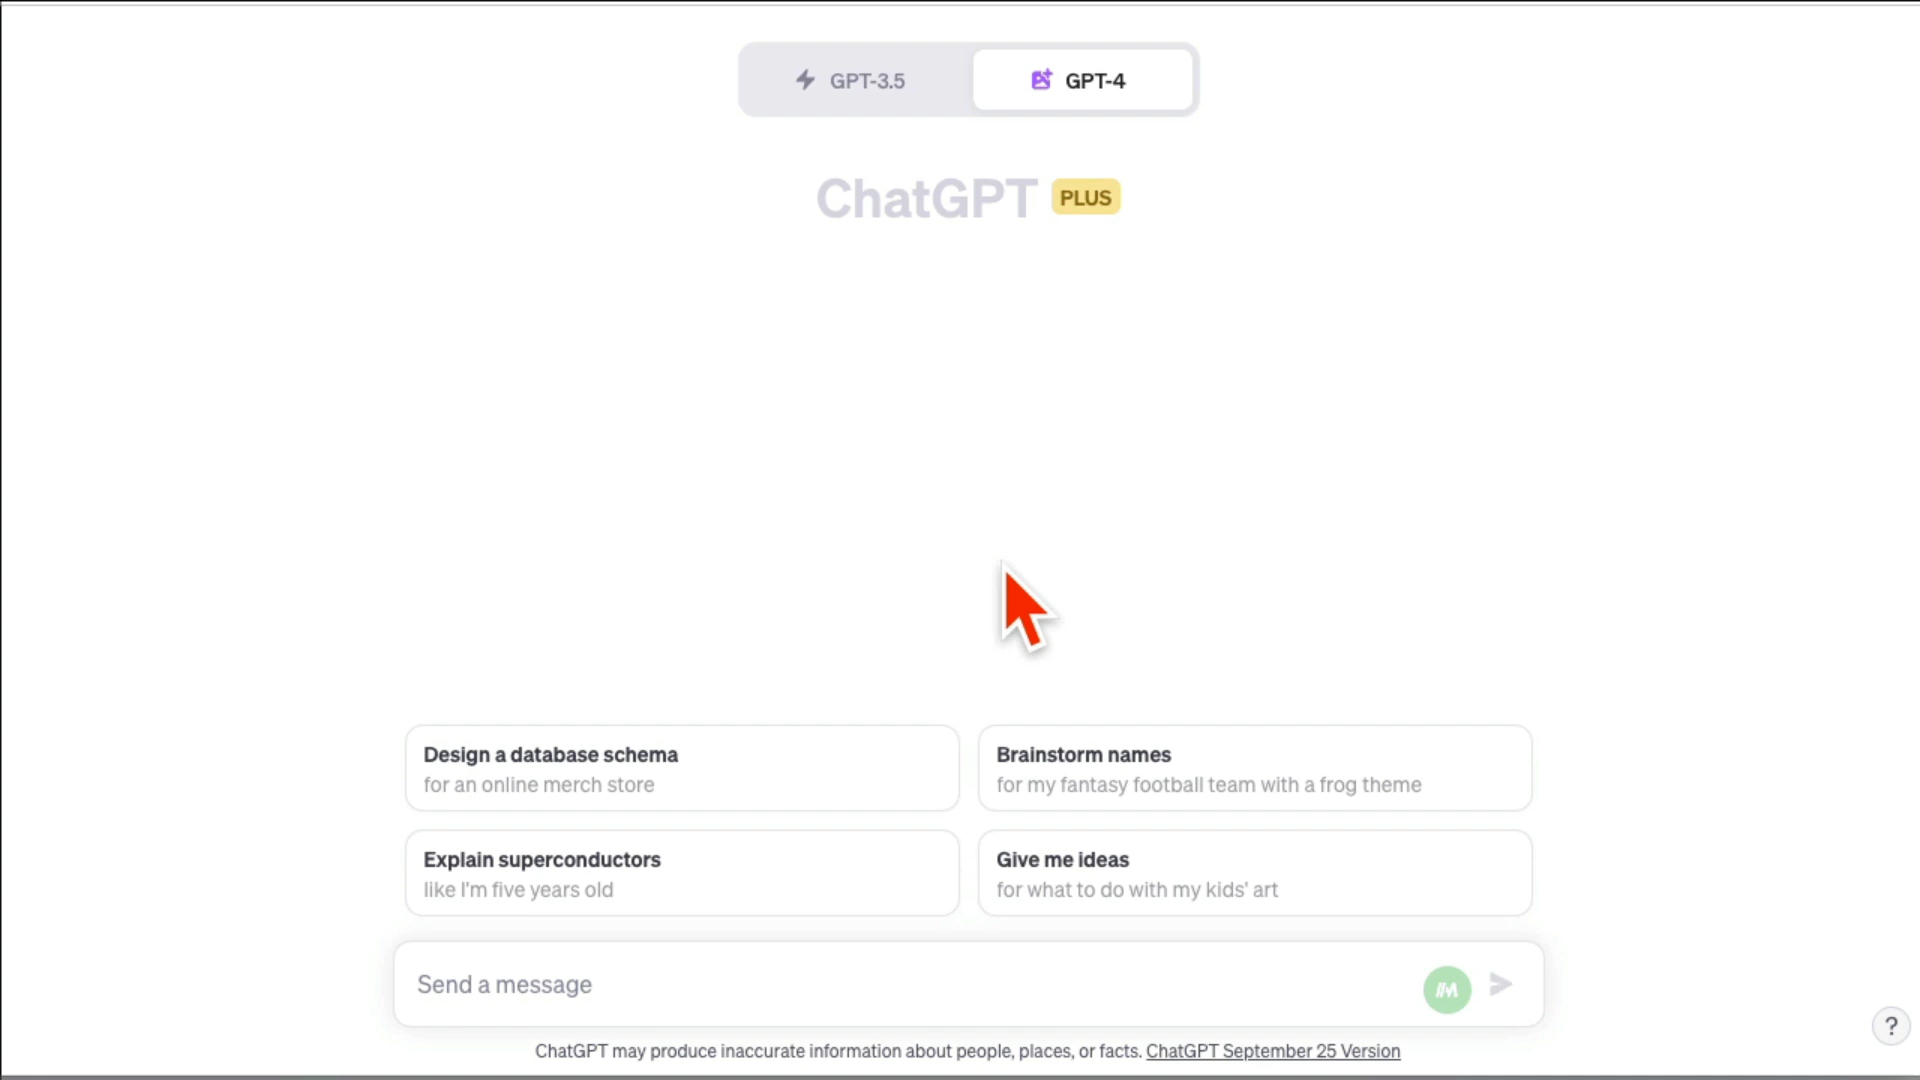 GPT-3.5
GPT-4
ChatGPT PLUS
Design a database schema
for an online merch store
Brainstorm names
for my fantasy football team with a frog theme
Explain superconductors
like I'm five years old
Give me ideas
for what to do with my kids' art
Send a message
?
ChatGPT may produce inaccurate information about people, places, or facts. ChatGPT September 25 Version